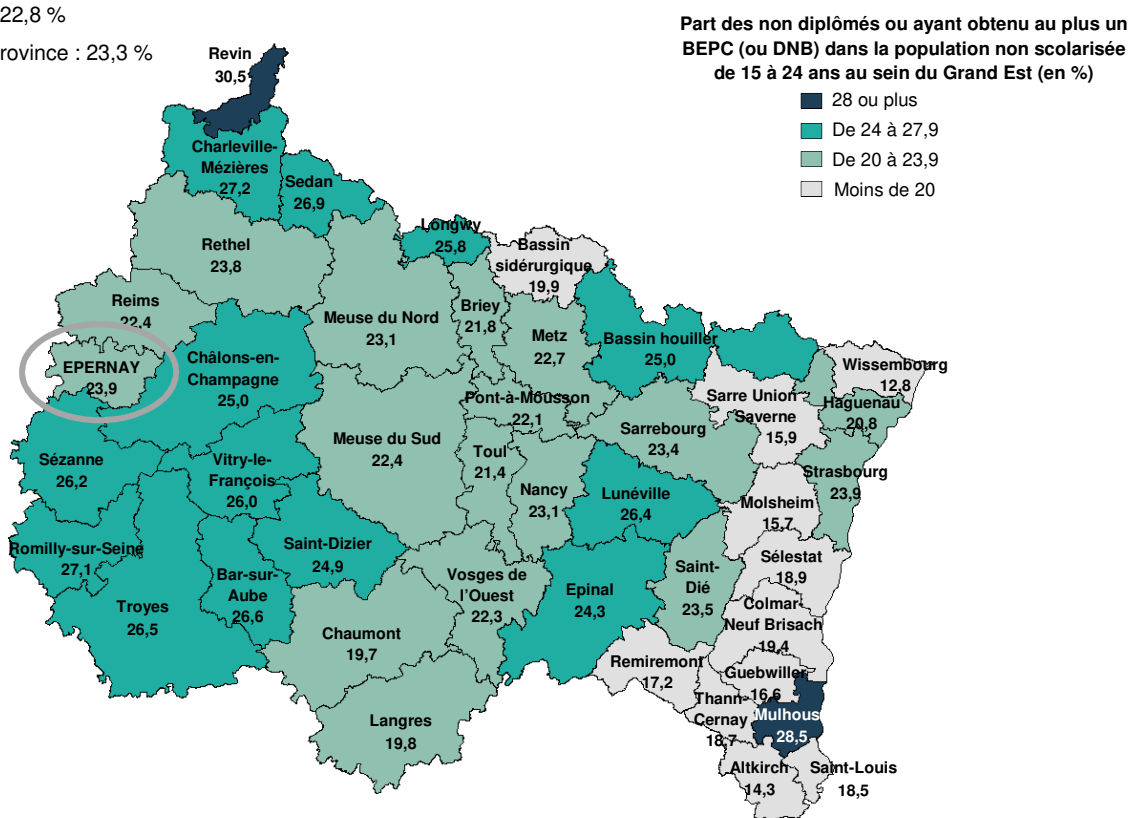 22,8 %
rovince : 23,3 %
Part des non diplômés ou ayant obtenu au plus un
BEPC (ou DNB) dans la population non scolarisée
de 15 à 24 ans au sein du Grand Est (en %)
28 ou plus
De 24 à 27,9
De 20 à 23,9
Moins de 20
Revin
30,5
Charleville-
Mézières
27,2
Sedan
26,9
Longwy
25,8
Bassin
sidérurgique
19,9
Rethel
23,8
Reims
22,4
Meuse du Nord
23,1
Briey
21,8
Metz
22,7
Bassin houiller
25,0
Wissembourg
12,8
EPERNAY
23,9
Châlons-en-
Champagne
25,0
Pont-à-Mousson
22,1
Sarre Union
Saverne
15,9
Haguenau
20,8
Sarrebourg
23,4
Meuse du Sud
22,4
Toul
21,4
Sézanne
26,2
Vitry-le-
François
26,0
Nancy
23,1
Lunéville
26,4
Strasbourg
23,9
Molsheim
15,7
Romilly-sur-Seine
27,1
Saint-Dizier
24,9
Sélestat
18,9
Bar-sur-
Aube
26,6
Vosges de
l'Ouest
22,3
Epinal
24,3
Saint-
Dié
23,5
Troyes
26,5
Colmar-
Neuf Brisach
19,4
Chaumont
19,7
Remiremont
17,2
Guebwiller
16,6
Thann-
Cernay
18,7
Mulhous
28,5
Langres
19,8
Altkirch
14,3
Saint-Louis
18,5